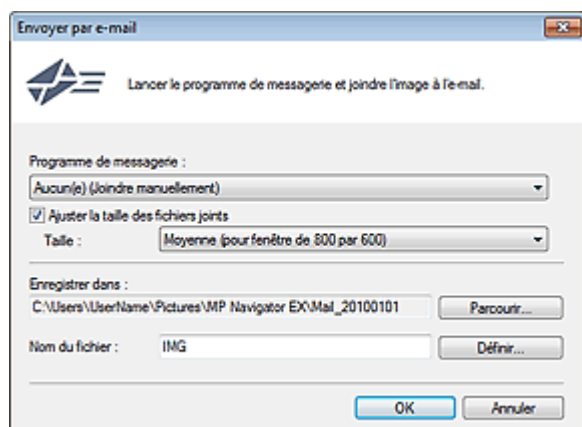 Envoyer par e-mail
Lancer le programme de messagerie et joindre l'image à l'e-mail.
Programme de messagerie :
Aucun(e) (Joindre manuellement)
Ajuster la taille des fichiers joints
Taille : Moyenne (pour fenêtre de 800 par 600)
Enregistrer dans :
C:\Users\UserName\Pictures\MP Navigator EX\Mail_20100101 Parcourir...
Nom du fichier : IMG Définir...
OK Annuler